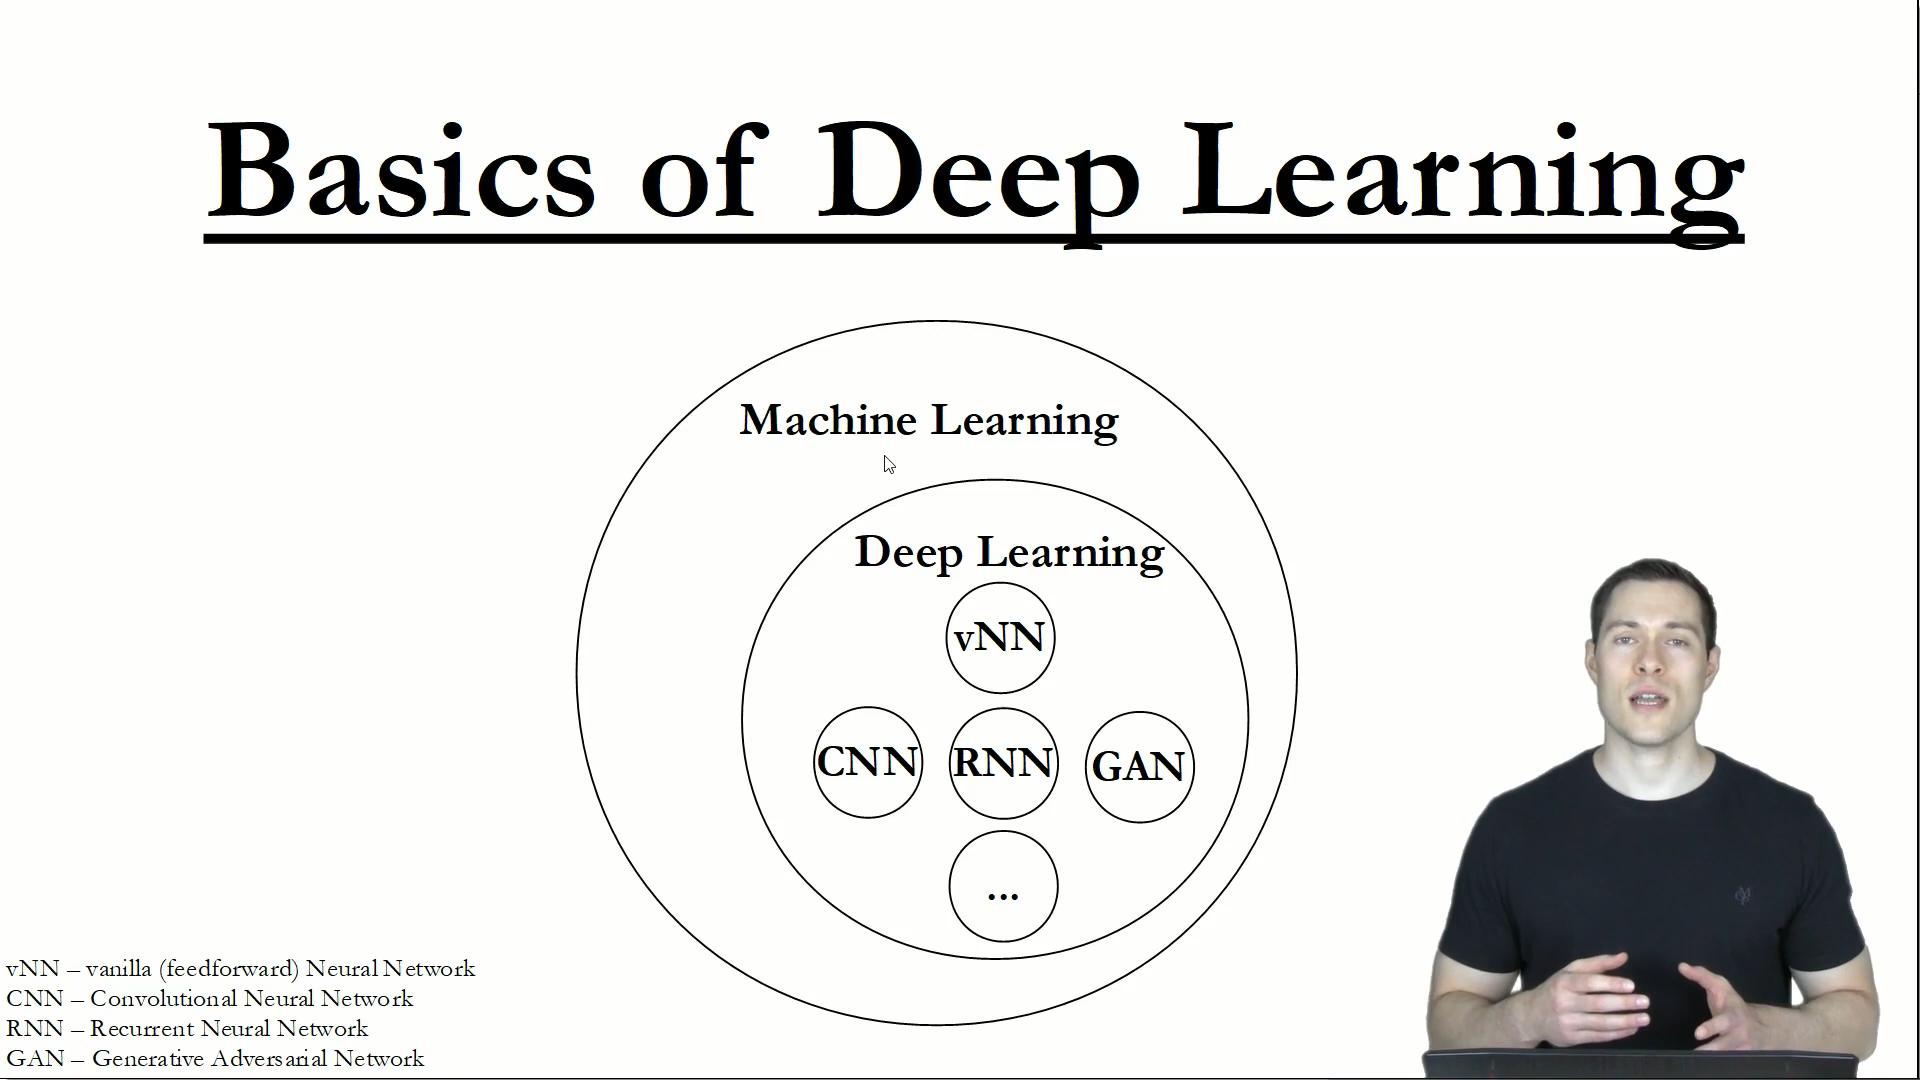 Basics of Deep Learning
Machine Learning
Deep Learning
vNN
CNN RNN GAN
...
vNN – vanilla (feedforward) Neural Network
CNN – Convolutional Neural Network
RNN – Recurrent Neural Network
GAN – Generative Adversarial Network